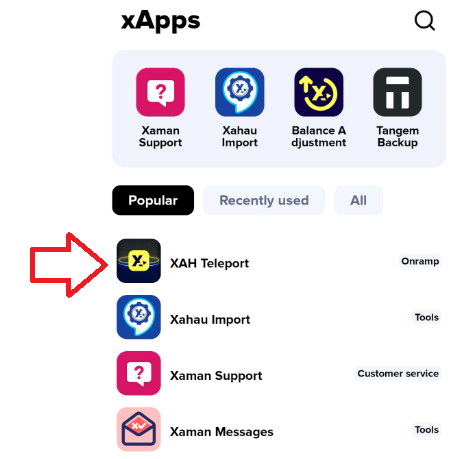 xApps
Xaman
Support
Xahau
Import
Balance A
djustment
Tangem
Backup
Popular
Recently used
All
XAH Teleport
Onramp
Xahau Import
Tools
Xaman Support
Customer service
Xaman Messages
Tools